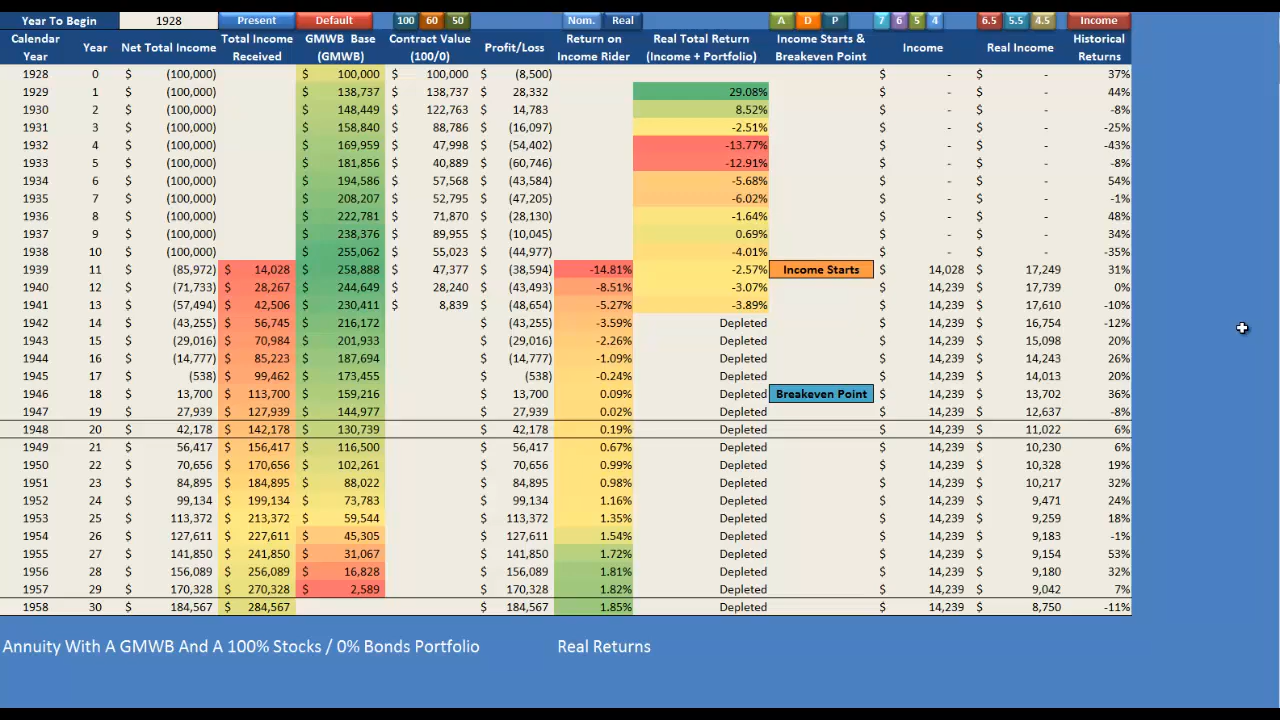 Year To Begin 1928 Present Default 100 60 50 Nom. Real A D P 7 6 5 4 6.5 5.5 4.5 Income
Calendar Year Year Net Total Income Total Income Received GMWB Base (GMWB) Contract Value (100/0) Profit/Loss Return on Income Rider Real Total Return (Income + Portfolio) Income Starts & Breakeven Point Income Real Income Historical Returns
1928 0 $ (100,000) $ 100,000 $ 100,000 $ (8,500) $ - $ - 37%
1929 1 $ (100,000) $ 138,737 $ 138,737 $ 28,332 29.08% $ - $ - 44%
1930 2 $ (100,000) $ 148,449 $ 122,763 $ 14,783 8.52% $ - $ - -8%
1931 3 $ (100,000) $ 158,840 $ 88,786 $ (16,097) -2.51% $ - $ - -25%
1932 4 $ (100,000) $ 169,959 $ 47,998 $ (54,402) -13.77% $ - $ - -43%
1933 5 $ (100,000) $ 181,856 $ 40,889 $ (60,746) -12.91% $ - $ - -8%
1934 6 $ (100,000) $ 194,586 $ 57,568 $ (43,584) -5.68% $ - $ - 54%
1935 7 $ (100,000) $ 208,207 $ 52,795 $ (47,205) -6.02% $ - $ - -1%
1936 8 $ (100,000) $ 222,781 $ 71,870 $ (28,130) -1.64% $ - $ - 48%
1937 9 $ (100,000) $ 238,376 $ 89,955 $ (10,045) 0.69% $ - $ - 34%
1938 10 $ (100,000) $ 255,062 $ 55,023 $ (44,977) -4.01% $ - $ - -35%
1939 11 $ (85,972) $ 14,028 $ 258,888 $ 47,377 $ (38,594) -14.81% -2.57% Income Starts $ 14,028 $ 17,249 31%
1940 12 $ (71,733) $ 28,267 $ 244,649 $ 28,240 $ (43,493) -8.51% -3.07% $ 14,239 $ 17,739 0%
1941 13 $ (57,494) $ 42,506 $ 230,411 $ 8,839 $ (48,654) -5.27% -3.89% $ 14,239 $ 17,610 -10%
1942 14 $ (43,255) $ 56,745 $ 216,172 $ (43,255) -3.59% Depleted $ 14,239 $ 16,754 -12%
1943 15 $ (29,016) $ 70,984 $ 201,933 $ (29,016) -2.26% Depleted $ 14,239 $ 15,098 20%
1944 16 $ (14,777) $ 85,223 $ 187,694 $ (14,777) -1.09% Depleted $ 14,239 $ 14,243 26%
1945 17 $ (538) $ 99,462 $ 173,455 $ (538) -0.24% Depleted $ 14,239 $ 14,013 20%
1946 18 $ 13,700 $ 113,700 $ 159,216 $ 13,700 0.09% Depleted Breakeven Point $ 14,239 $ 13,702 36%
1947 19 $ 27,939 $ 127,939 $ 144,977 $ 27,939 0.02% Depleted $ 14,239 $ 12,637 -8%
1948 20 $ 42,178 $ 142,178 $ 130,739 $ 42,178 0.19% Depleted $ 14,239 $ 11,022 6%
1949 21 $ 56,417 $ 156,417 $ 116,500 $ 56,417 0.67% Depleted $ 14,239 $ 10,230 6%
1950 22 $ 70,656 $ 170,656 $ 102,261 $ 70,656 0.99% Depleted $ 14,239 $ 10,328 19%
1951 23 $ 84,895 $ 184,895 $ 88,022 $ 84,895 0.98% Depleted $ 14,239 $ 10,217 32%
1952 24 $ 99,134 $ 199,134 $ 73,783 $ 99,134 1.16% Depleted $ 14,239 $ 9,471 24%
1953 25 $ 113,372 $ 213,372 $ 59,544 $ 113,372 1.35% Depleted $ 14,239 $ 9,259 18%
1954 26 $ 127,611 $ 227,611 $ 45,305 $ 127,611 1.54% Depleted $ 14,239 $ 9,183 -1%
1955 27 $ 141,850 $ 241,850 $ 31,067 $ 141,850 1.72% Depleted $ 14,239 $ 9,154 53%
1956 28 $ 156,089 $ 256,089 $ 16,828 $ 156,089 1.81% Depleted $ 14,239 $ 9,180 32%
1957 29 $ 170,328 $ 270,328 $ 2,589 $ 170,328 1.82% Depleted $ 14,239 $ 9,042 7%
1958 30 $ 184,567 $ 284,567 $ 184,567 1.85% Depleted $ 14,239 $ 8,750 -11%
Annuity With A GMWB And A 100% Stocks / 0% Bonds Portfolio Real Returns